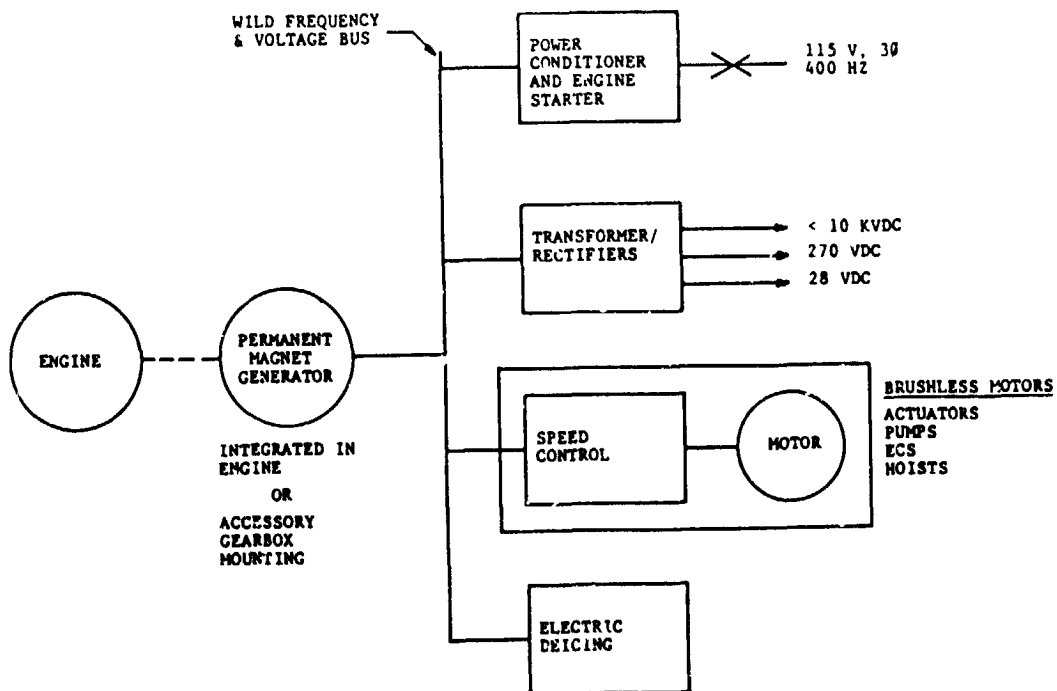 WILD FREQUENCY
& VOLTAGE BUS
POWER
CONDITIONER
AND ENGINE
STARTER
115 V, 3Ø
400 HZ
TRANSFORMER/
RECTIFIERS
< 10 KVDC
270 VDC
28 VDC
ENGINE
PERMANENT
MAGNET
GENERATOR
INTEGRATED IN
ENGINE
OR
ACCESSORY
GEARBOX
MOUNTING
SPEED
CONTROL
MOTOR
BRUSHLESS MOTORS
ACTUATORS
PUMPS
ECS
HOISTS
ELECTRIC
DEICING